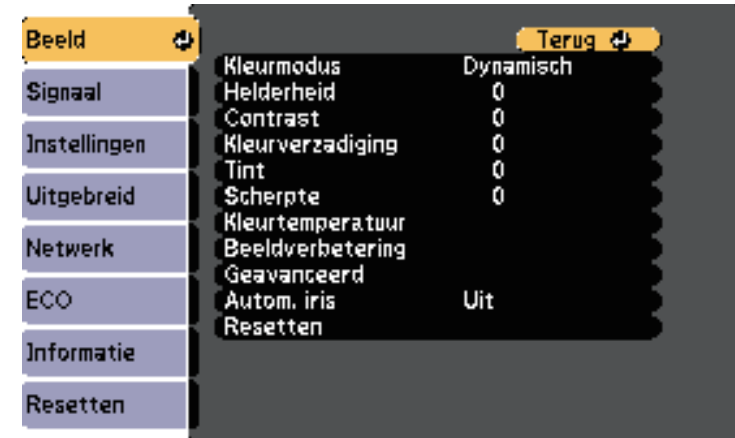 Beeld
Signaal
Instellingen
Uitgebreid
Netwerk
ECO
Informatie
Resetten
Terug
Kleurmodus Dynamisch
Helderheid 0
Contrast 0
Kleurverzadiging 0
Tint 0
Scherpte 0
Kleurtemperatuur
Beeldverbetering
Geavanceerd
Autom. iris Uit
Resetten